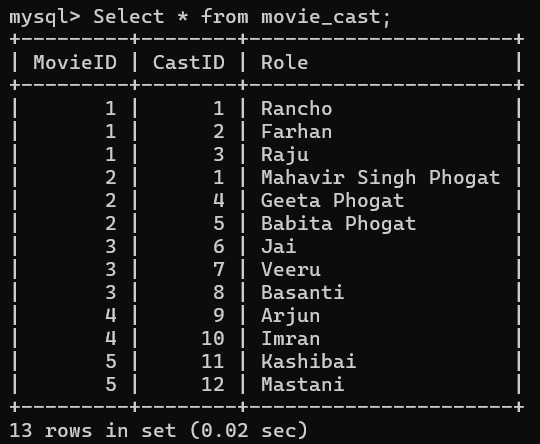 mysql> Select * from movie_cast;
+---------+--------+----------------------+
| MovieID | CastID | Role                 |
+---------+--------+----------------------+
|       1 |      1 | Rancho               |
|       1 |      2 | Farhan               |
|       1 |      3 | Raju                 |
|       2 |      1 | Mahavir Singh Phogat |
|       2 |      4 | Geeta Phogat         |
|       2 |      5 | Babita Phogat        |
|       3 |      6 | Jai                  |
|       3 |      7 | Veeru                |
|       3 |      8 | Basanti              |
|       4 |      9 | Arjun                |
|       4 |     10 | Imran                |
|       5 |     11 | Kashibai             |
|       5 |     12 | Mastani              |
+---------+--------+----------------------+
13 rows in set (0.02 sec)